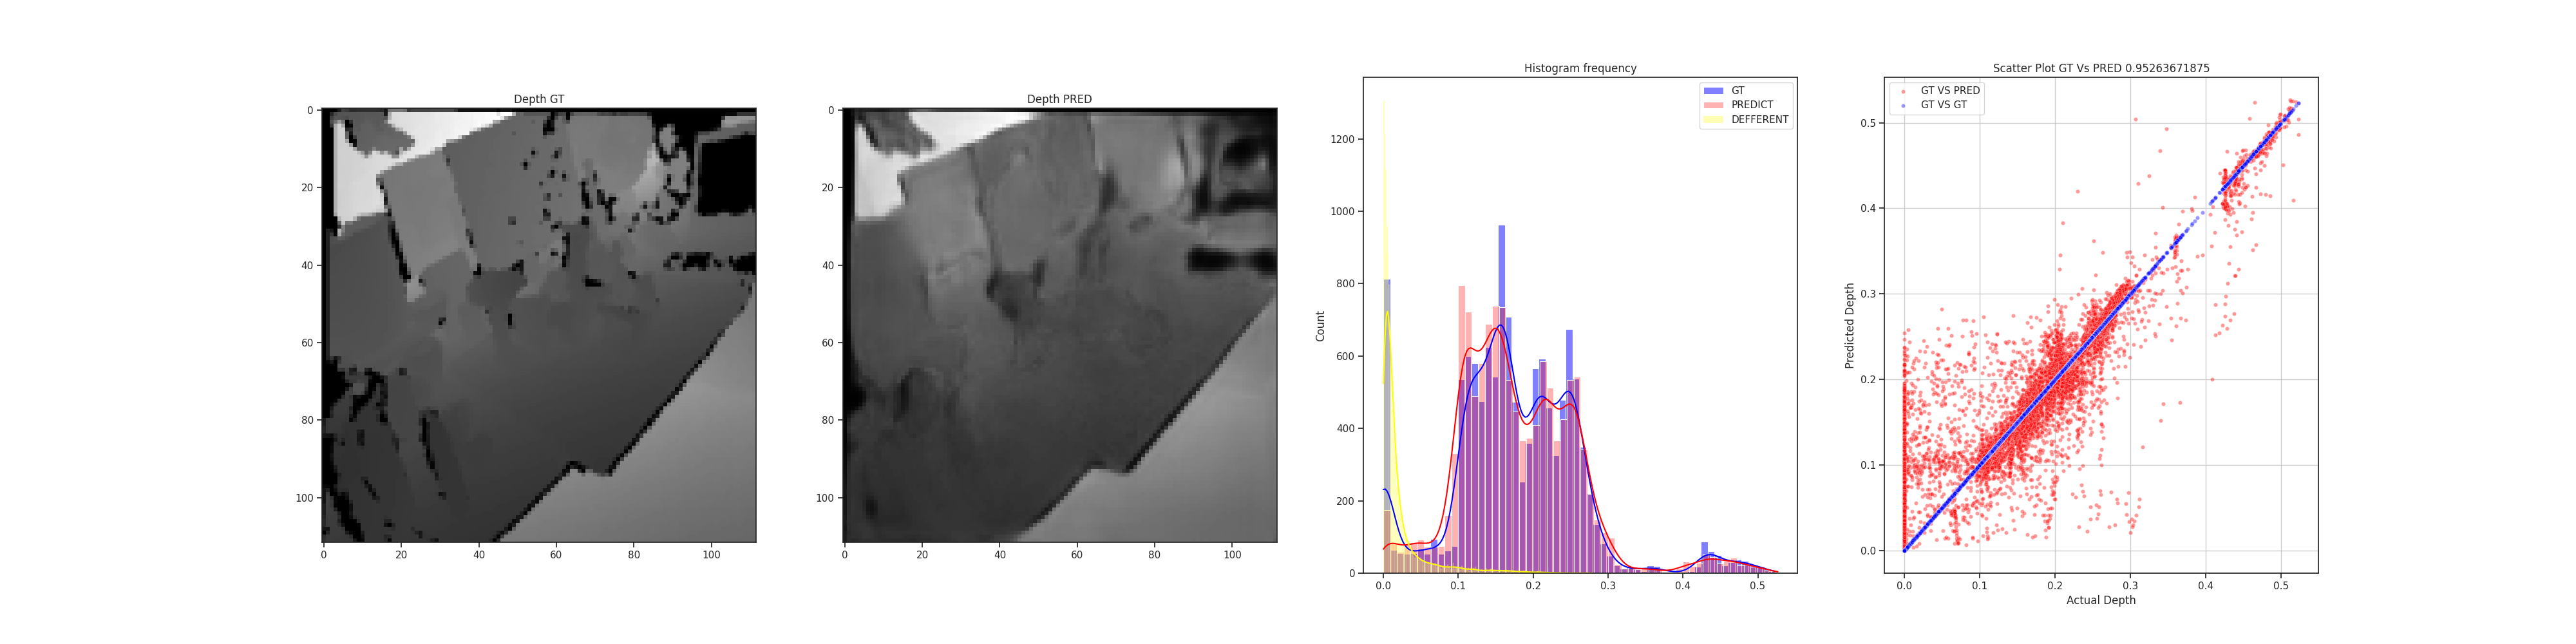 Depth GT
0
20
40
60
80
100
0 20 40 60 80 100
Depth PRED
0
20
40
60
80
100
0 20 40 60 80 100
Histogram frequency
GT
PREDICT
DEFFERENT
Count
1200
1000
800
600
400
200
0
0.0 0.1 0.2 0.3 0.4 0.5
Scatter Plot GT Vs PRED 0.95263671875
GT VS PRED
GT VS GT
Predicted Depth
0.5
0.4
0.3
0.2
0.1
0.0
0.0 0.1 0.2 0.3 0.4 0.5
Actual Depth